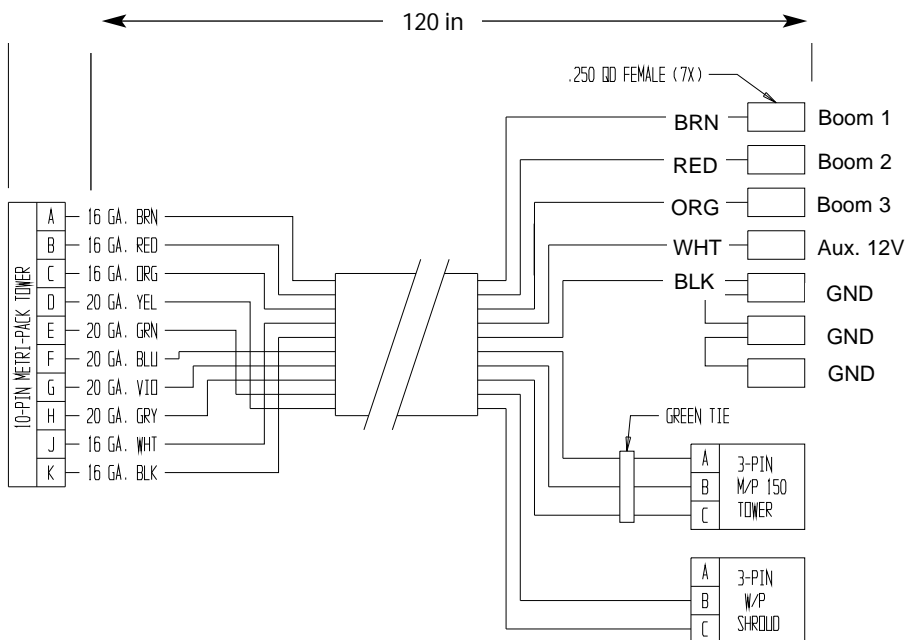 120 in
.250 QD FEMALE (7X)
BRN Boom 1
RED Boom 2
ORG Boom 3
WHT Aux. 12V
BLK GND
GND
GND
10-PIN METRI-PACK TOWER
A 16 GA. BRN
B 16 GA. RED
C 16 GA. ORG
D 20 GA. YEL
E 20 GA. GRN
F 20 GA. BLU
G 20 GA. VIO
H 20 GA. GRY
J 16 GA. WHT
K 16 GA. BLK
GREEN TIE
A
B
C
3-PIN
M/P 150
TOWER
A
B
C
3-PIN
W/P
SHROUD